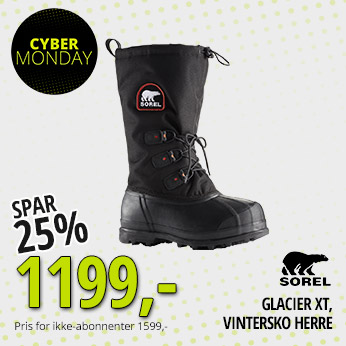 CYBER
MONDAY
SOREL
SPAR
25%
1199,-
Pris for ikke-abonnenter 1599,-
SOREL
GLACIER XT,
VINTERSKO HERRE